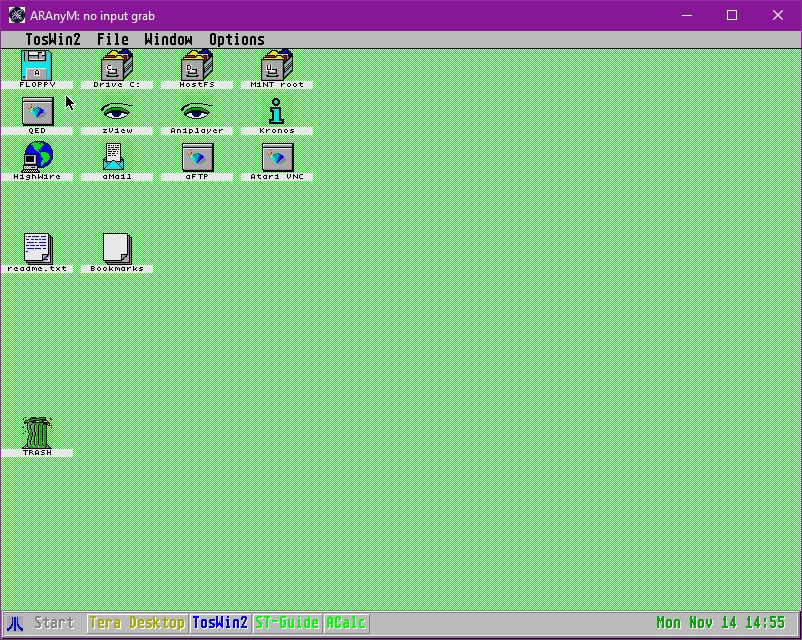 ARAnyM: no input grab
TosWin2 File Window Options
FLOPPY Drive C: HostFS MiNT root
QED zView Aniplayer Kronos
HighWire aMail aFTP Atari VNC
readme.txt Bookmarks
TRASH
Start Tera Desktop TosWin2 ST-Guide ACalc Mon Nov 14 14:55